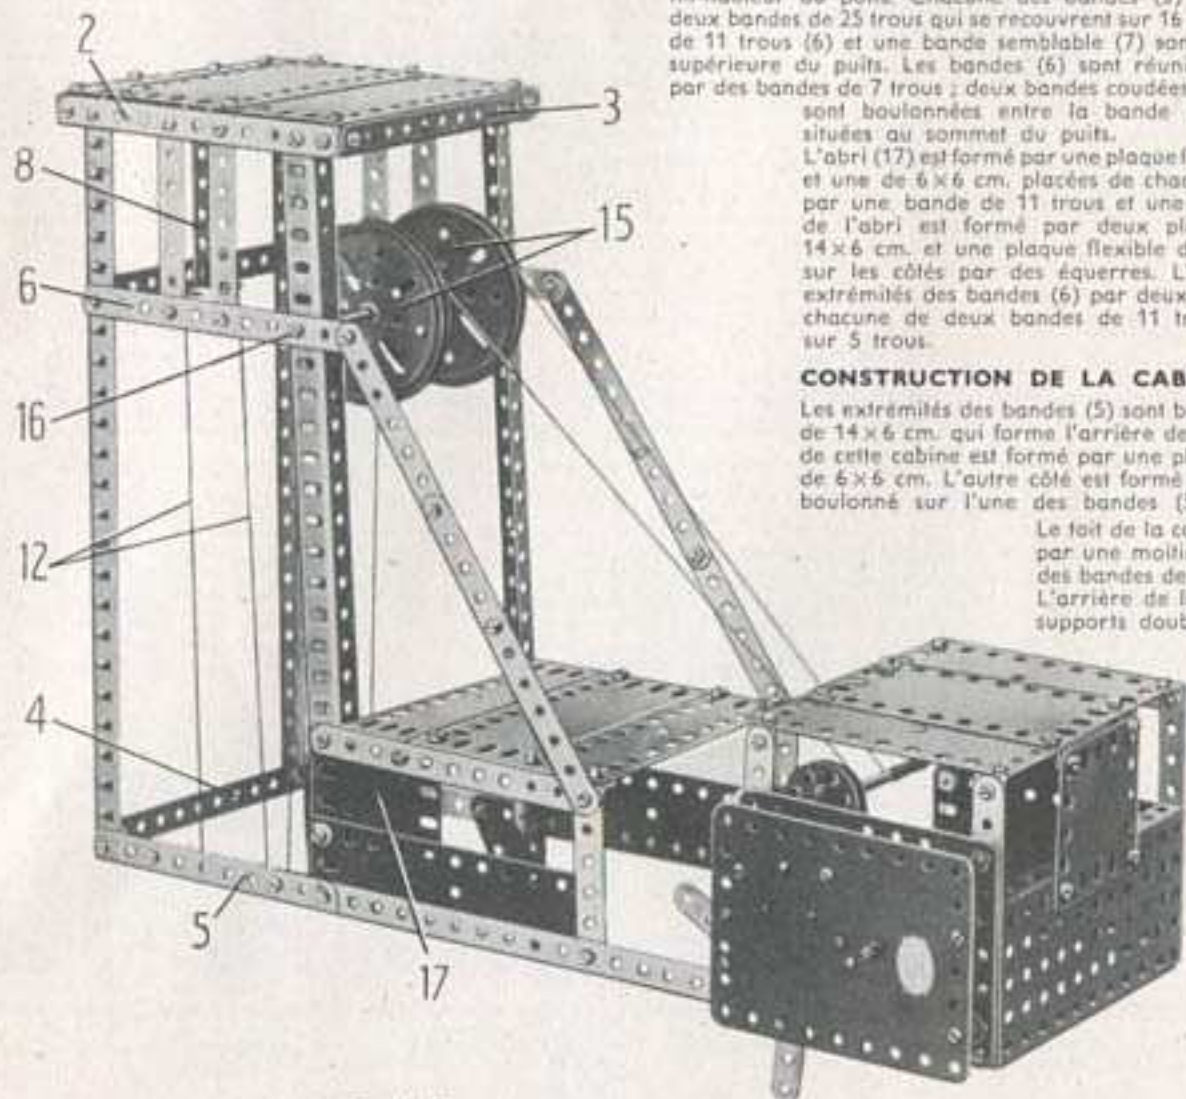 deux bandes de 25 trous qui se recouvrent sur 16
de 11 trous (6) et une bande semblable (7) son
supérieure du puits. Les bandes (6) sont réuni
par des bandes de 7 trous ; deux bandes coudées
sont boulonnées entre la bande
situées au sommet du puits.
L'abri (17) est formé par une plaque
et une de 6×6 cm. placées de chac
par une bande de 11 trous et une
de l'abri est formé par deux pl
14×6 cm. et une plaque flexible d
sur les côtés par des équerres. L'
extrémités des bandes (6) par deux
chacune de deux bandes de 11 tr
sur 5 trous.
CONSTRUCTION DE LA CAB
Les extrémités des bandes (5) sont b
de 14×6 cm. qui forme l'arrière de
de cette cabine est formé par une pl
de 6×6 cm. L'autre côté est formé
boulonné sur l'une des bandes (
Le toit de la c
par une moitié
des bandes de
L'arrière de l
supports doub
2
3
8
15
6
16
12
4
5
17